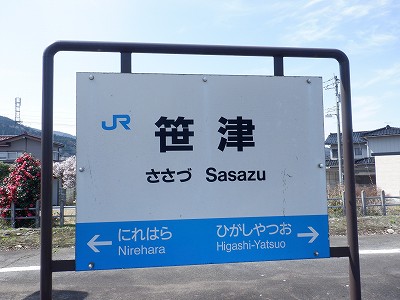 JR
笹津
ささづ Sasazu
← にれはら ひがしやつお →
Nirehara Higashi-Yatsuo